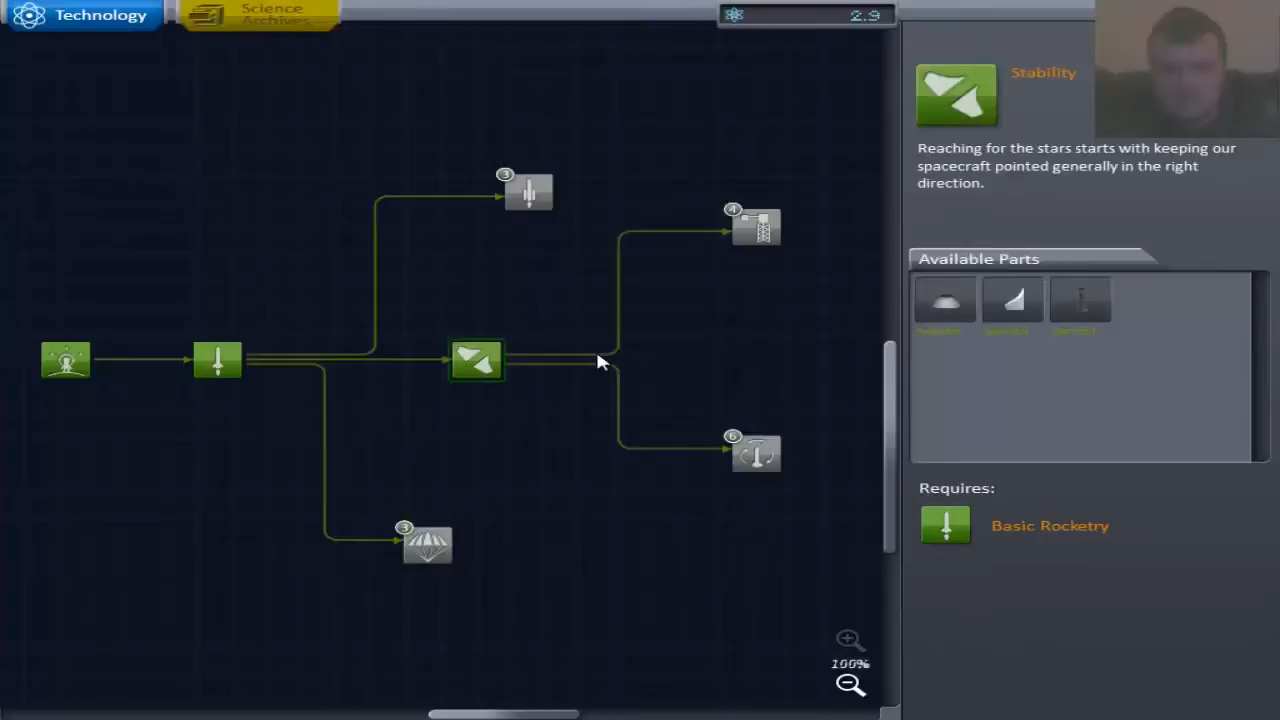 Technology
Science
Archives
2.9
Stability
Reaching for the stars starts with keeping our
spacecraft pointed generally in the right
direction.
3
4
Available Parts
6
Requires:
Basic Rocketry
3
100%